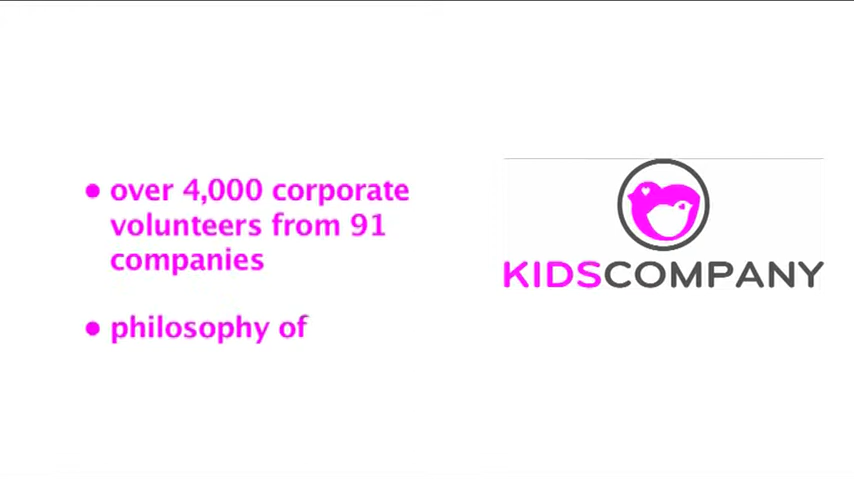 • over 4,000 corporate
volunteers from 91
companies
• philosophy of
KIDSCOMPANY